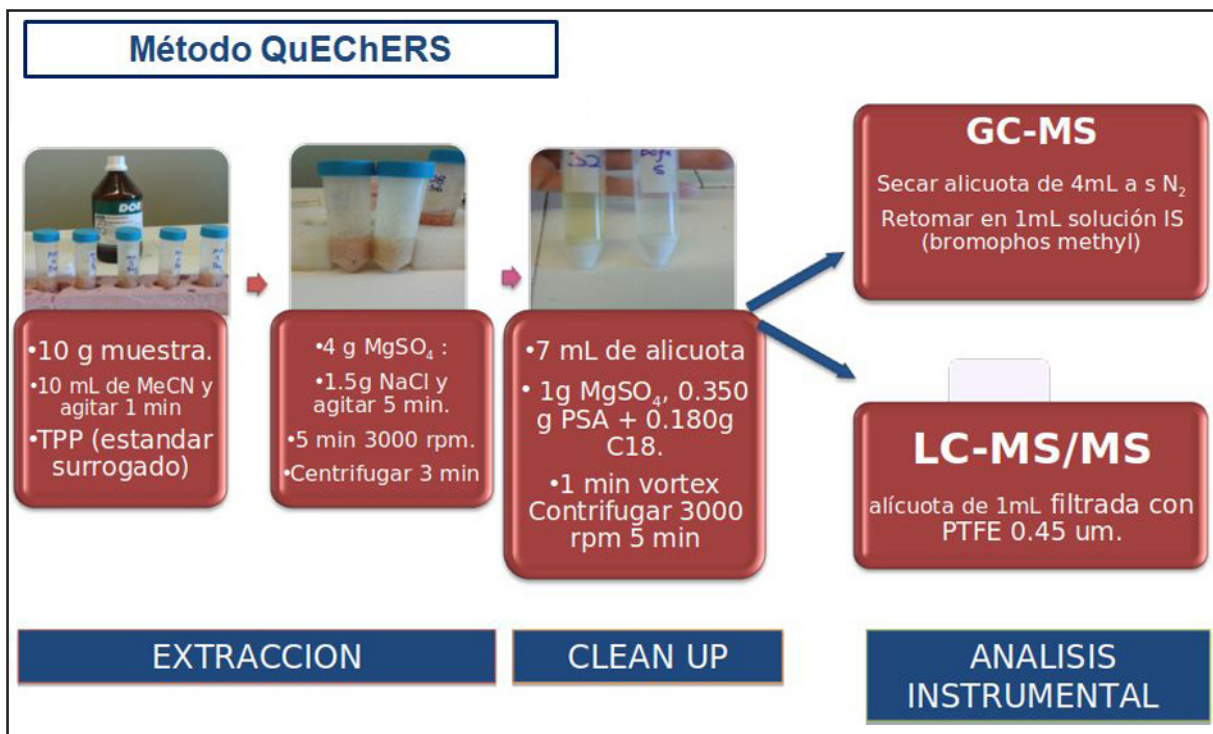 Método QuEChERS
•10 g muestra.
•10 mL de MeCN y
agitar 1 min
•TPP (estandar
surrogado)
•4 g MgSO₄ :
•1.5g NaCl y
agitar 5 min.
•5 min 3000 rpm.
•Centrifugar 3 min
•7 mL de alicuota
• 1g MgSO₄, 0.350
g PSA + 0.180g
C18.
•1 min vortex
Contrifugar 3000
rpm 5 min
GC-MS
Secar alicuota de 4mL a s N₂
Retomar en 1mL solución IS
(bromophos methyl)
LC-MS/MS
alícuota de 1mL filtrada con
PTFE 0.45 um.
EXTRACCION
CLEAN UP
ANALISIS
INSTRUMENTAL